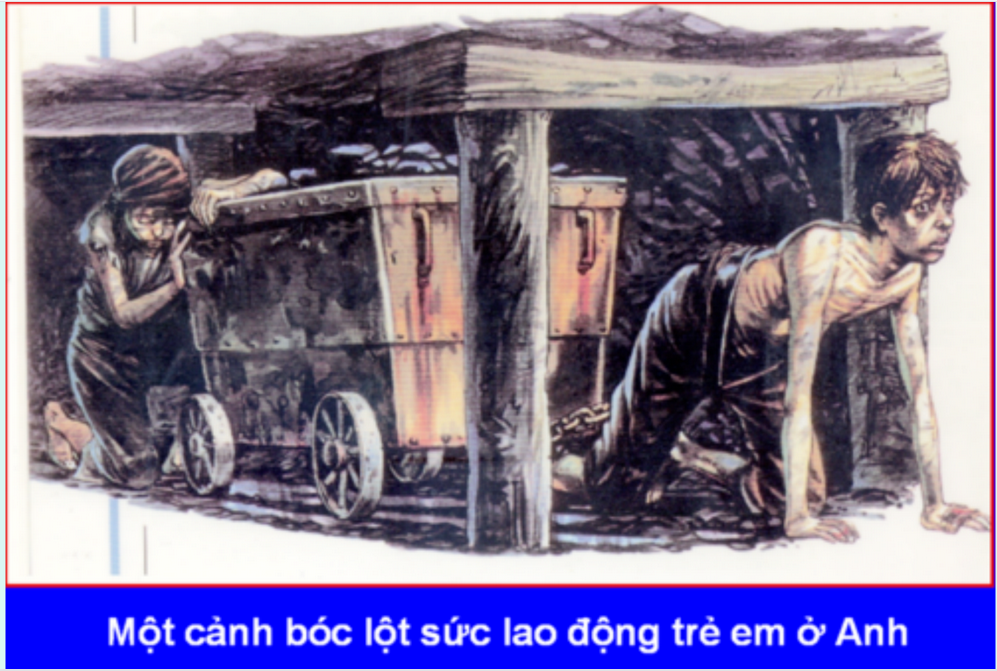 Một cảnh bóc lột sức lao động trẻ em ở Anh